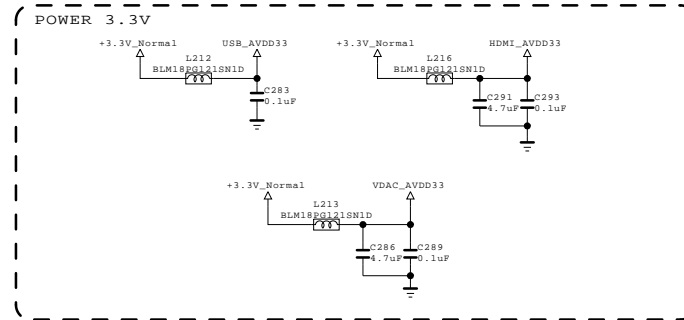 POWER 3.3V
+3.3V_Normal USB_AVDD33
L212
BLM18PG121SN1D
C283
0.1uF
+3.3V_Normal HDMI_AVDD33
L216
BLM18PG121SN1D
C291 C293
4.7uF 0.1uF
+3.3V_Normal VDAC_AVDD33
L213
BLM18PG121SN1D
C286 C289
4.7uF 0.1uF